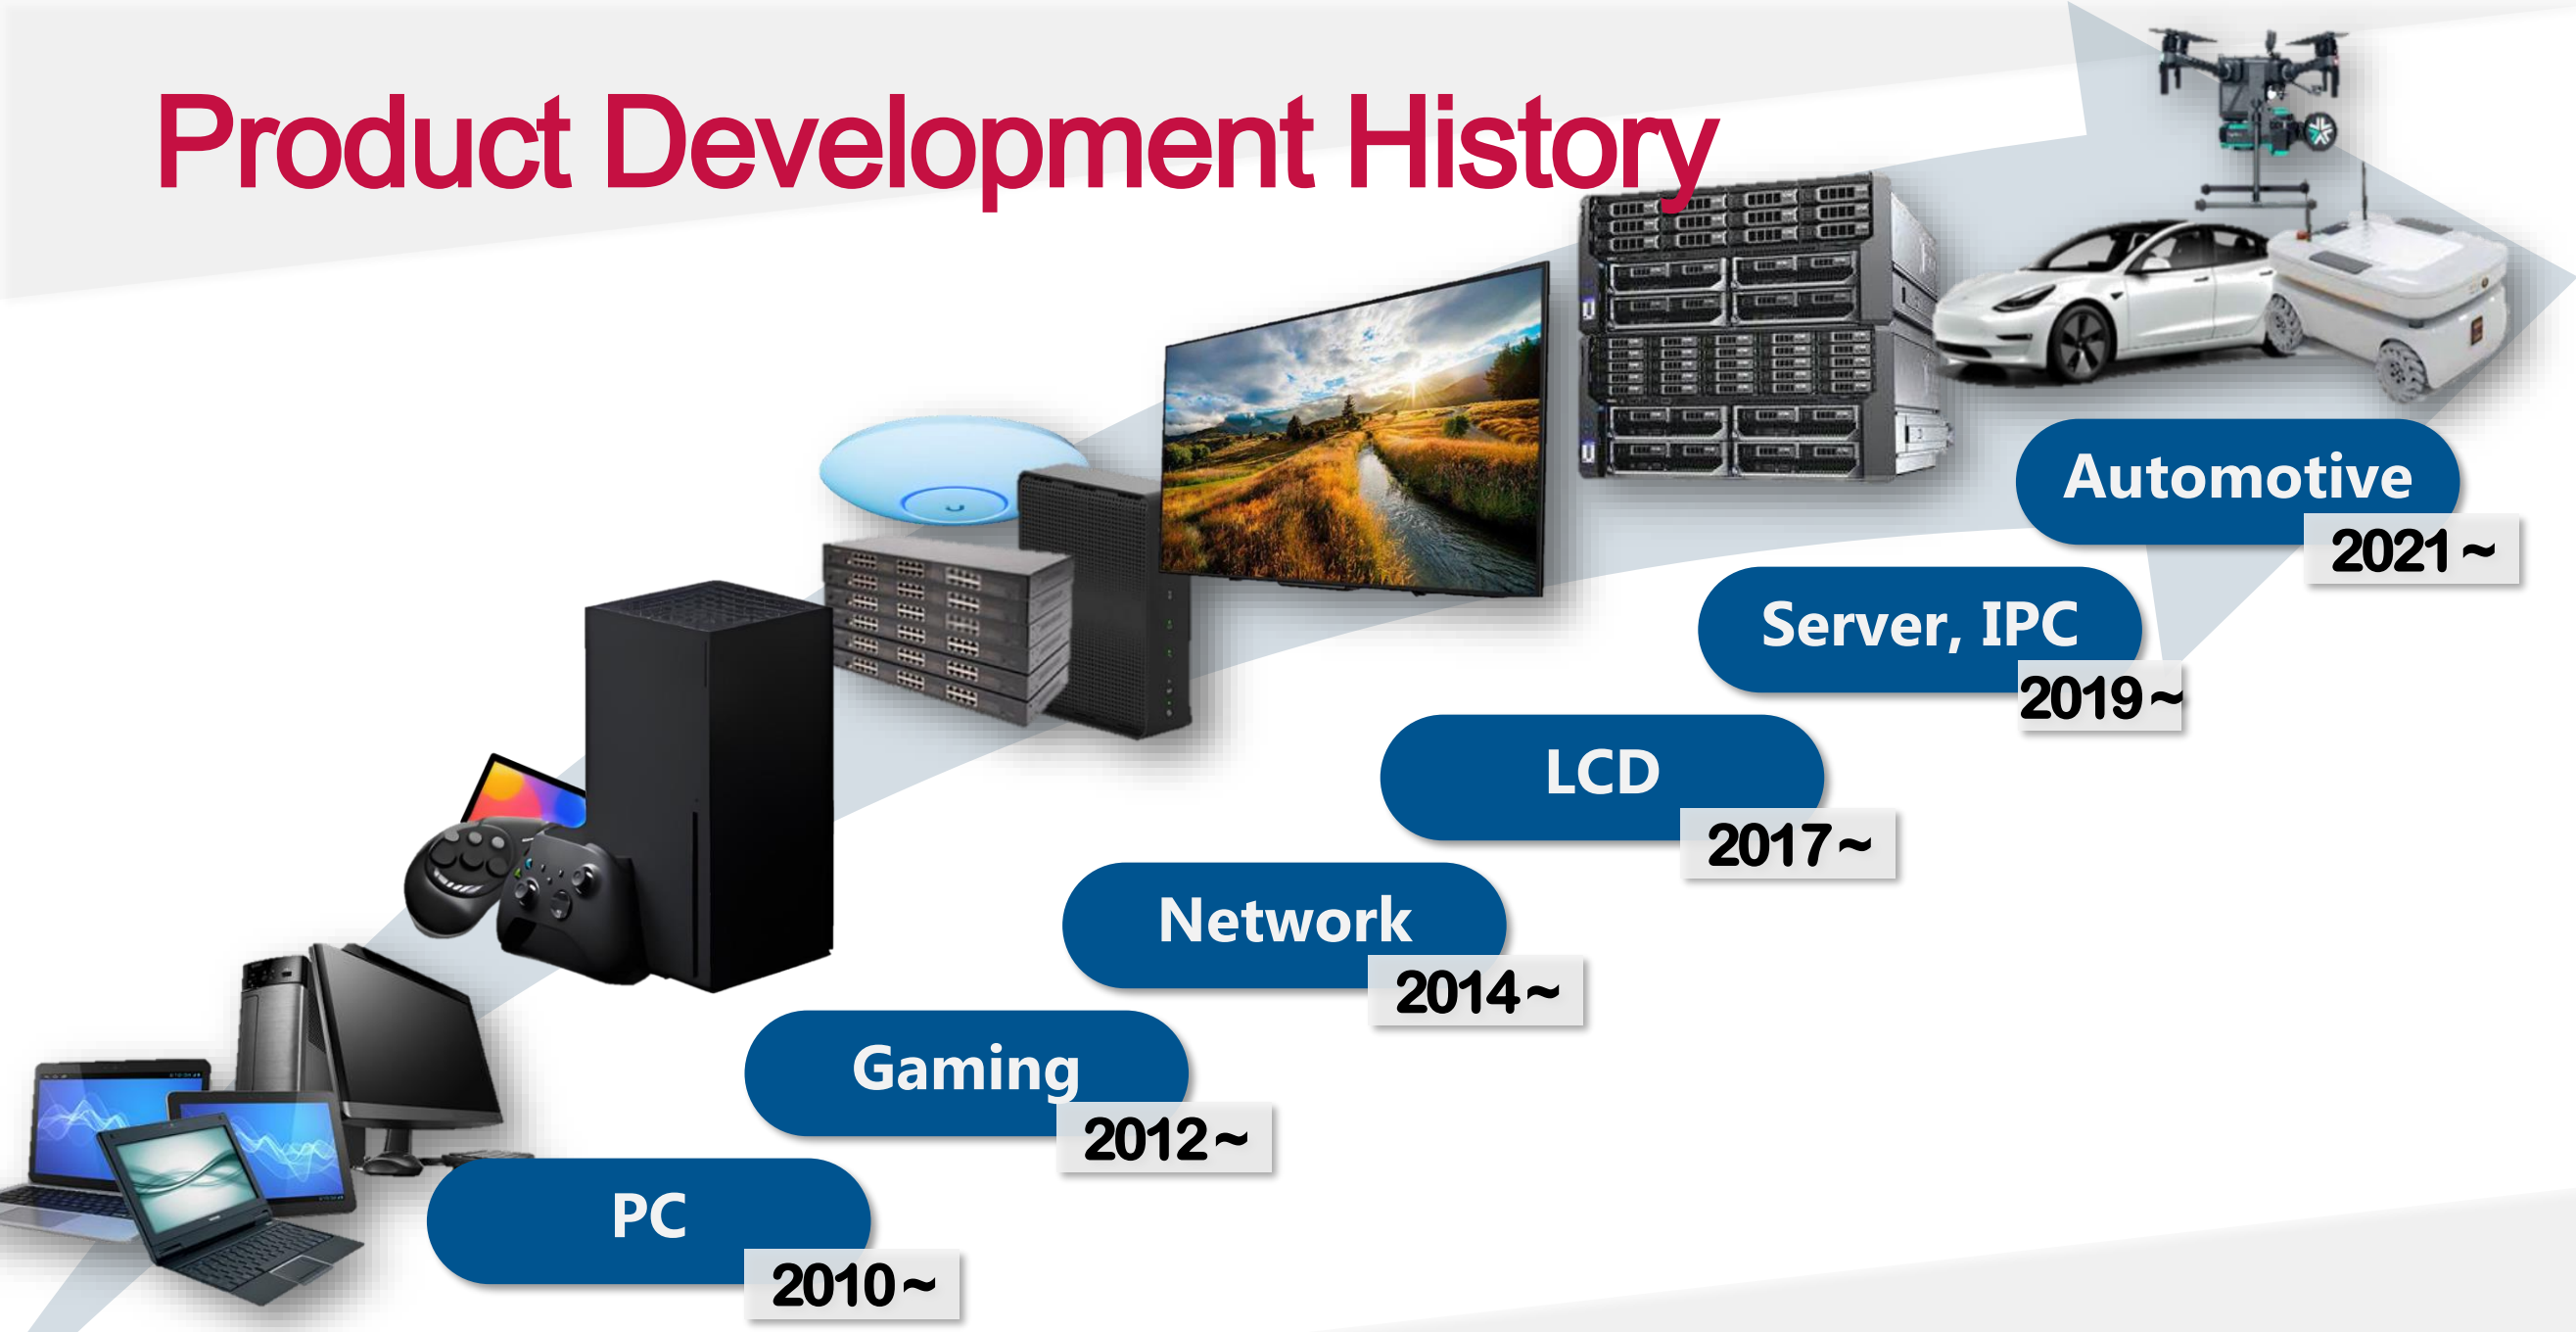 Product Development History
Automotive
2021~
Server, IPC
2019~
LCD
2017~
Network
2014~
Gaming
2012~
PC
2010~